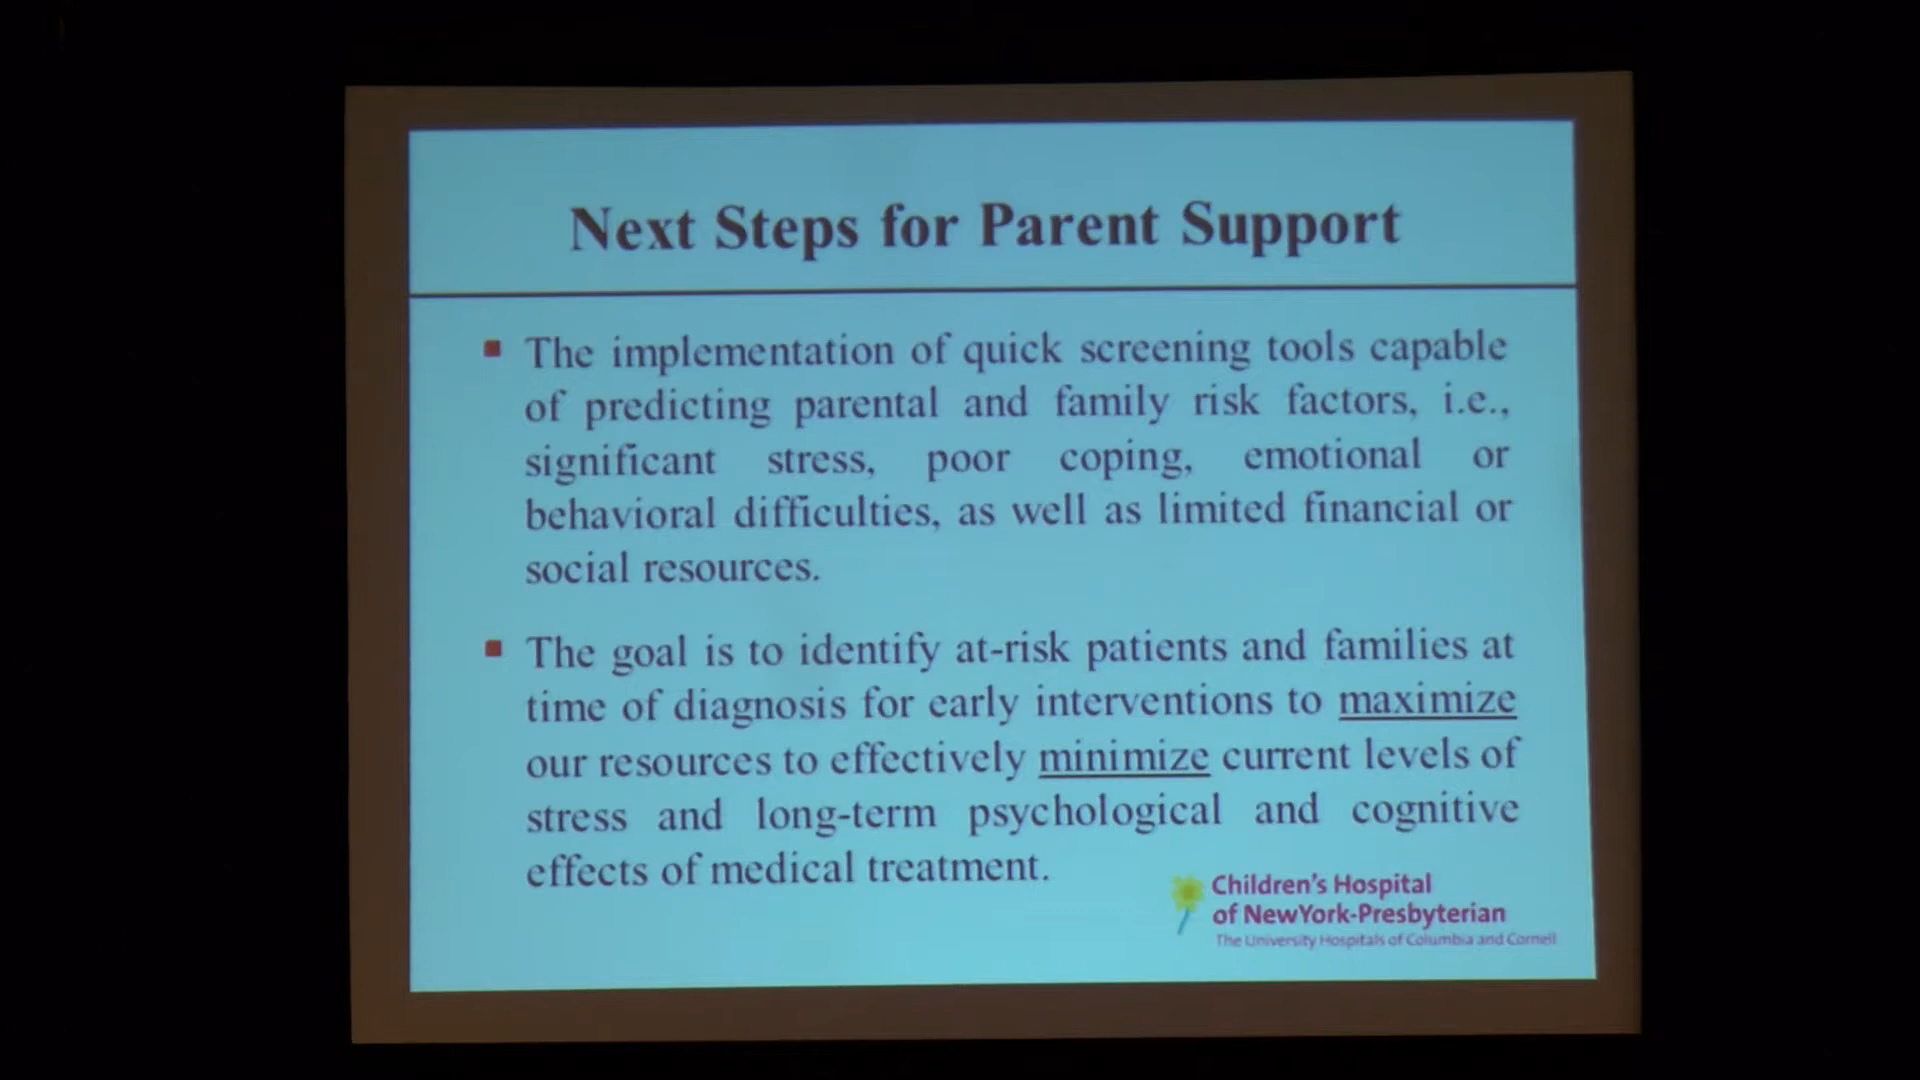 Next Steps for Parent Support
▪ The implementation of quick screening tools capable
of predicting parental and family risk factors, i.e.,
significant stress, poor coping, emotional or
behavioral difficulties, as well as limited financial or
social resources.
▪ The goal is to identify at-risk patients and families at
time of diagnosis for early interventions to maximize
our resources to effectively minimize current levels of
stress and long-term psychological and cognitive
effects of medical treatment.
Children's Hospital
of NewYork-Presbyterian
The University Hospitals of Columbia and Cornell